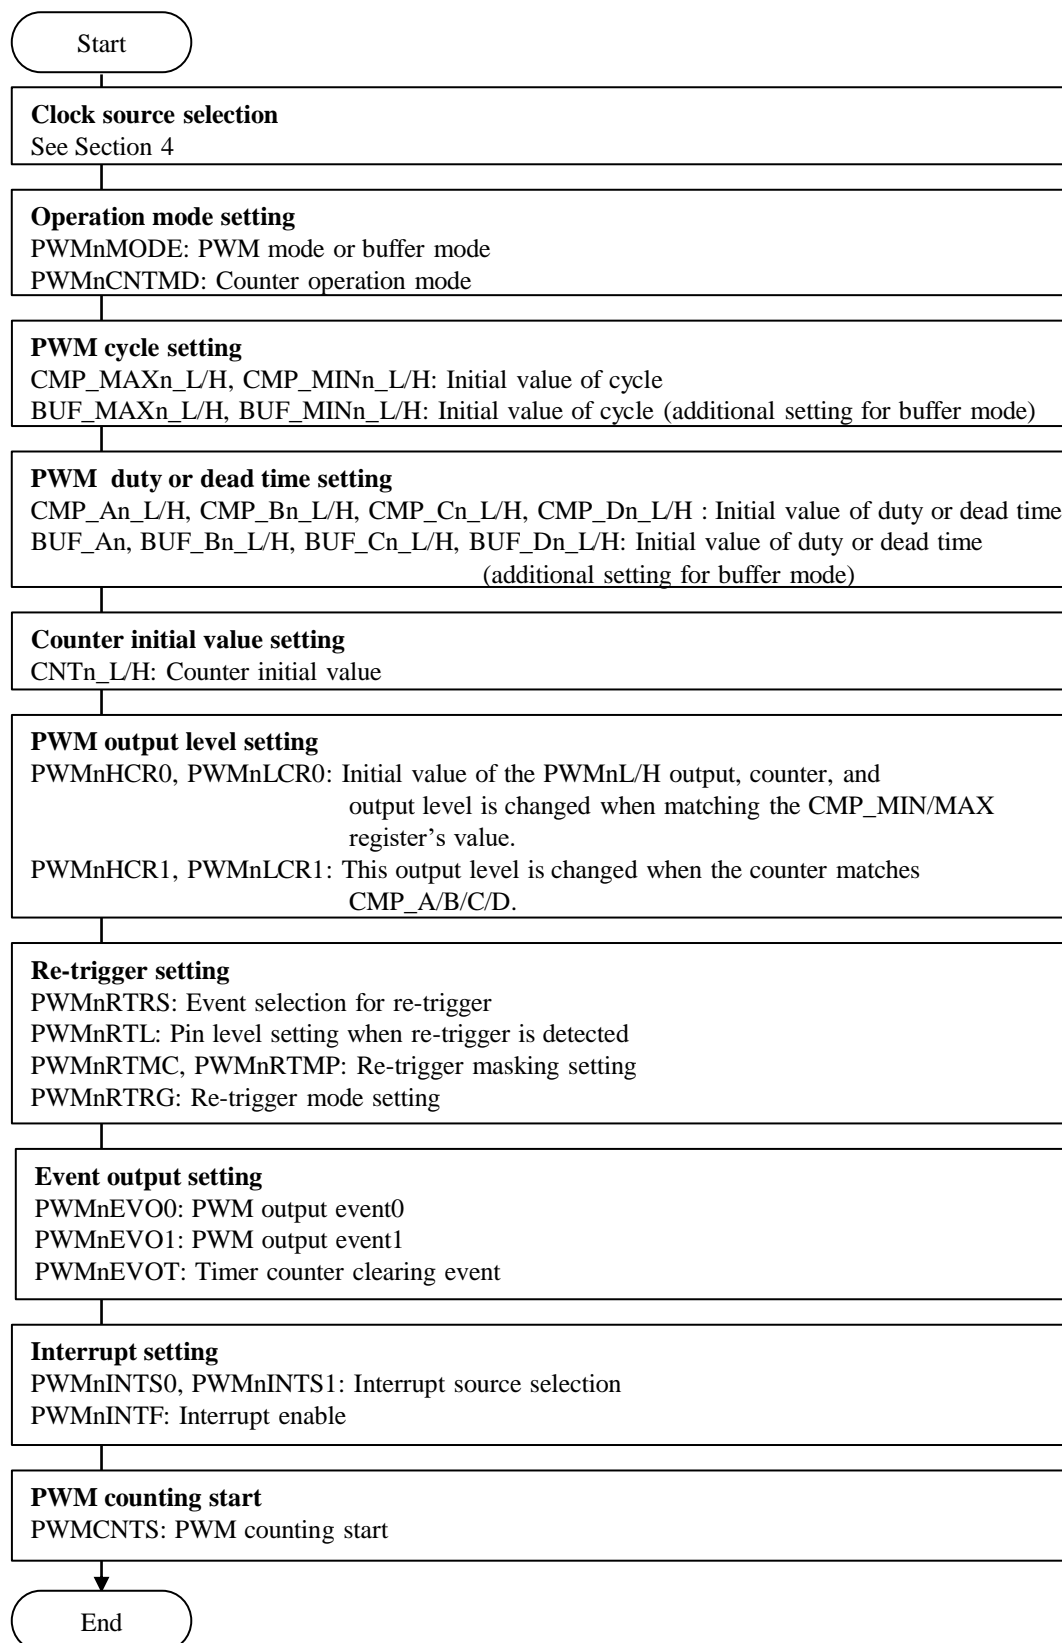 Start
Clock source selection
See Section 4
Operation mode setting
PWMnMODE: PWM mode or buffer mode
PWMnCNTMD: Counter operation mode
PWM cycle setting
CMP_MAXn_L/H, CMP_MINn_L/H: Initial value of cycle
BUF_MAXn_L/H, BUF_MINn_L/H: Initial value of cycle (additional setting for buffer mode)
PWM duty or dead time setting
CMP_An_L/H, CMP_Bn_L/H, CMP_Cn_L/H, CMP_Dn_L/H : Initial value of duty or dead time
BUF_An, BUF_Bn_L/H, BUF_Cn_L/H, BUF_Dn_L/H: Initial value of duty or dead time
(additional setting for buffer mode)
Counter initial value setting
CNTn_L/H: Counter initial value
PWM output level setting
PWMnHCR0, PWMnLCR0: Initial value of the PWMnL/H output, counter, and
output level is changed when matching the CMP_MIN/MAX
register’s value.
PWMnHCR1, PWMnLCR1: This output level is changed when the counter matches
CMP_A/B/C/D.
Re-trigger setting
PWMnRTRS: Event selection for re-trigger
PWMnRTL: Pin level setting when re-trigger is detected
PWMnRTMC, PWMnRTMP: Re-trigger masking setting
PWMnRTRG: Re-trigger mode setting
Event output setting
PWMnEVO0: PWM output event0
PWMnEVO1: PWM output event1
PWMnEVOT: Timer counter clearing event
Interrupt setting
PWMnINTS0, PWMnINTS1: Interrupt source selection
PWMnINTF: Interrupt enable
PWM counting start
PWMCNTS: PWM counting start
End